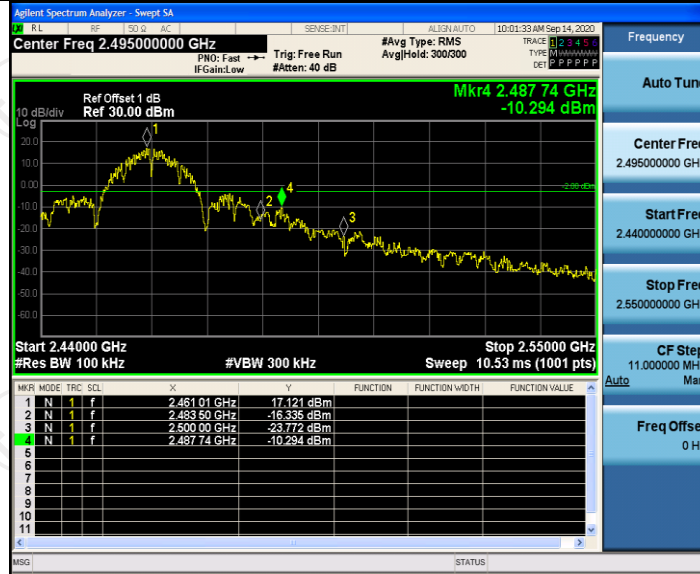 Agilent Spectrum Analyzer - Swept SA
RL RF 50 Ω AC SENSE:INT ALIGN AUTO 10:01:33 AM Sep 14, 2020
Center Freq 2.495000000 GHz
PNO: Fast
IFGain:Low
Trig: Free Run
#Atten: 40 dB
#Avg Type: RMS
Avg|Hold: 300/300
TRACE 1 2 3 4 5 6
TYPE M
DET P P P P P P
Mkr4 2.487 74 GHz
-10.294 dBm
Ref Offset 1 dB
10 dB/div Ref 30.00 dBm
Log
20.0
10.0
0.00
-10.0
-20.0
-30.0
-40.0
-50.0
-60.0
1
2
4
3
-2.88 dBm
Start 2.44000 GHz Stop 2.55000 GHz
#Res BW 100 kHz #VBW 300 kHz Sweep 10.53 ms (1001 pts)
MKR MODE TRC SCL X Y FUNCTION FUNCTION WIDTH FUNCTION VALUE
1 N 1 f 2.461 01 GHz 17.121 dBm
2 N 1 f 2.483 50 GHz -16.335 dBm
3 N 1 f 2.500 00 GHz -23.772 dBm
4 N 1 f 2.487 74 GHz -10.294 dBm
5
6
7
8
9
10
11
MSG STATUS
Frequency
Auto Tun
Center Fre
2.495000000 GH
Start Fre
2.440000000 GH
Stop Fre
2.550000000 GH
CF Ste
11.000000 MH
Auto Ma
Freq Offse
0 H